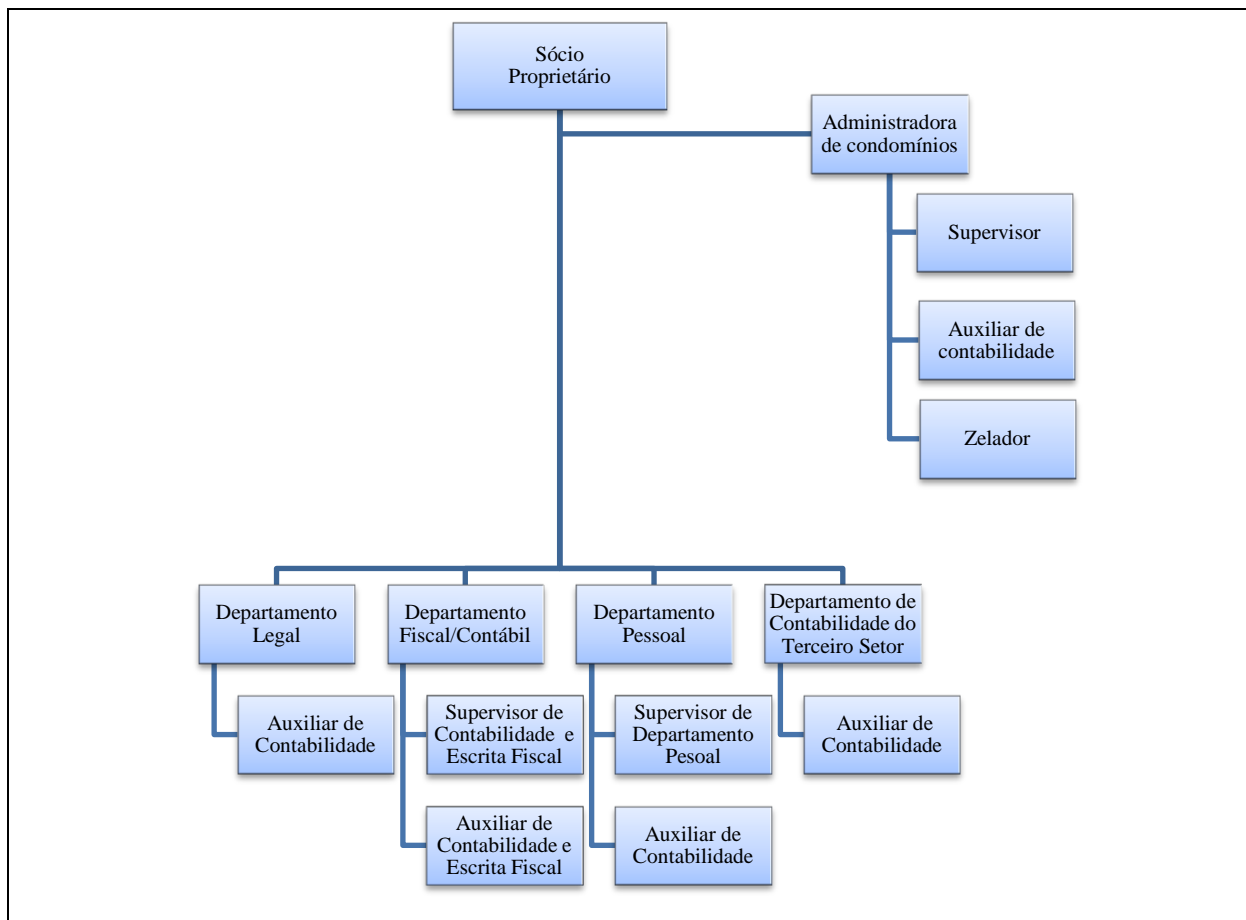 Sócio
Proprietário
Administradora
de condomínios
Supervisor
Auxiliar de
contabilidade
Zelador
Departamento
Legal
Departamento
Fiscal/Contábil
Departamento
Pessoal
Departamento de
Contabilidade do
Terceiro Setor
Auxiliar de
Contabilidade
Supervisor de
Contabilidade e
Escrita Fiscal
Supervisor de
Departamento
Pesoal
Auxiliar de
Contabilidade
Auxiliar de
Contabilidade e
Escrita Fiscal
Auxiliar de
Contabilidade